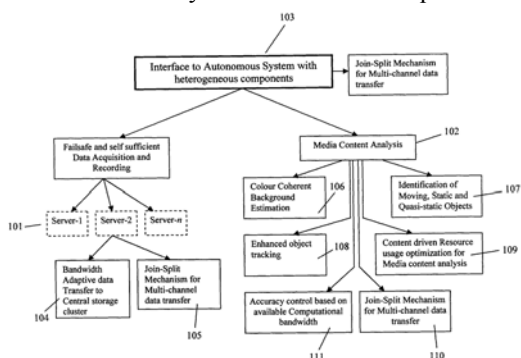 103
Interface to Autonomous System with
heterogeneous components
Join-Split Mechanism
for Multi-channel data
transfer
Failsafe and self sufficient
Data Acquisition and
Recording
Media Content Analysis
102
Colour Coherent
Background
Estimation
106
Identification of
Moving, Static and
Quasi-static Objects
107
101
Server-1
Server-2
Server-n
Enhanced object
tracking
108
Content driven Resource
usage optimization for
Media content analysis
109
Bandwidth
Adaptive data
Transfer to
Central storage
cluster
104
Join-Split
Mechanism for
Multi-channel
data transfer
105
Accuracy control based on
available Computational
bandwidth
111
Join-Split Mechanism for
Multi-channel data
transfer
110